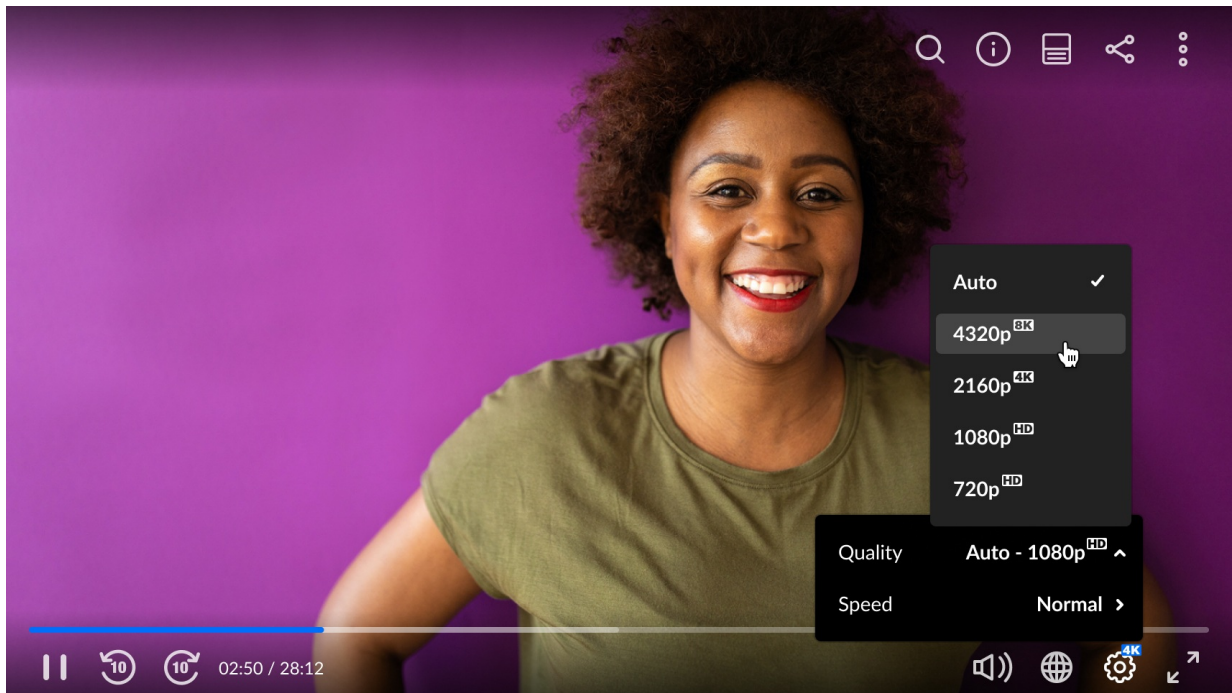 Auto
4320p 8K
2160p 4K
1080p HD
720p HD
Quality Auto - 1080p HD
Speed Normal
10 10 02:50 / 28:12 4K